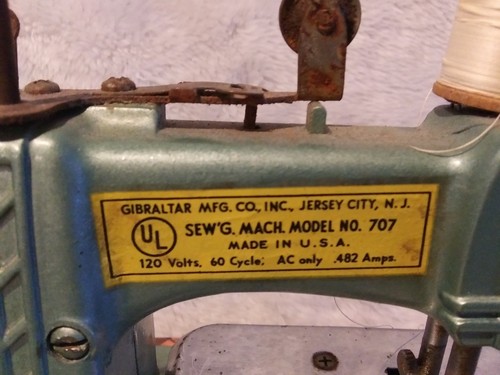 GIBRALTAR MFG. CO., INC., JERSEY CITY, N. J.
UL SEW'G. MACH. MODEL NO. 707
MADE IN U.S.A.
120 Volts, 60 Cycle; AC only .482 Amps.